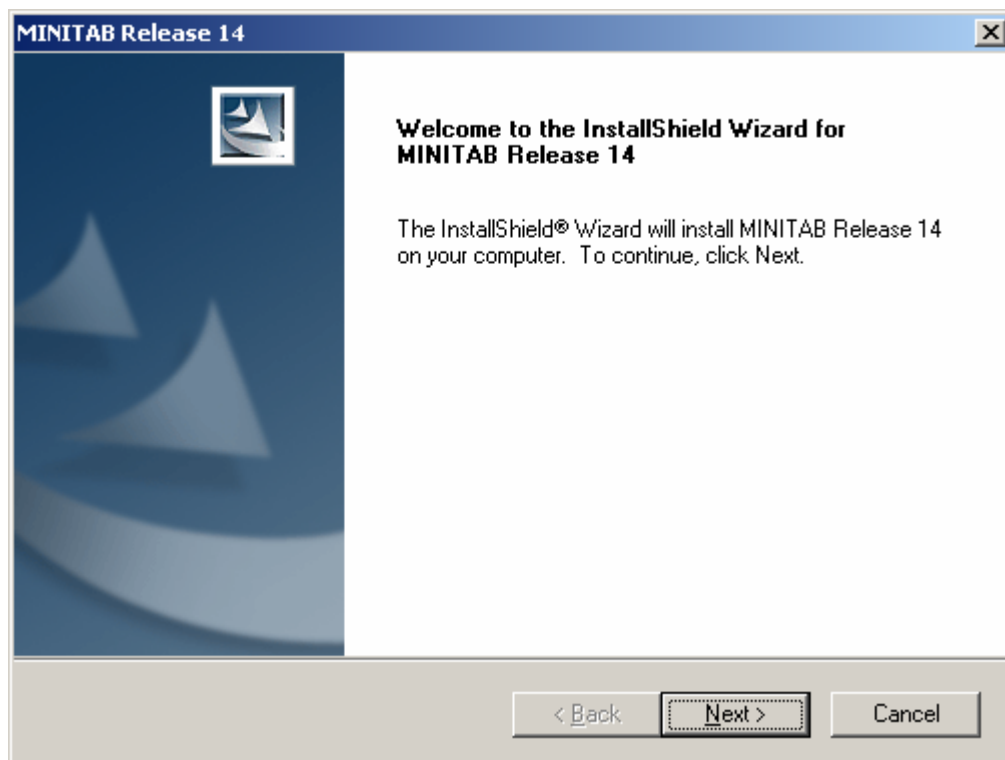 MINITAB Release 14
Welcome to the InstallShield Wizard for
MINITAB Release 14
The InstallShield® Wizard will install MINITAB Release 14
on your computer. To continue, click Next.
< Back
Next >
Cancel